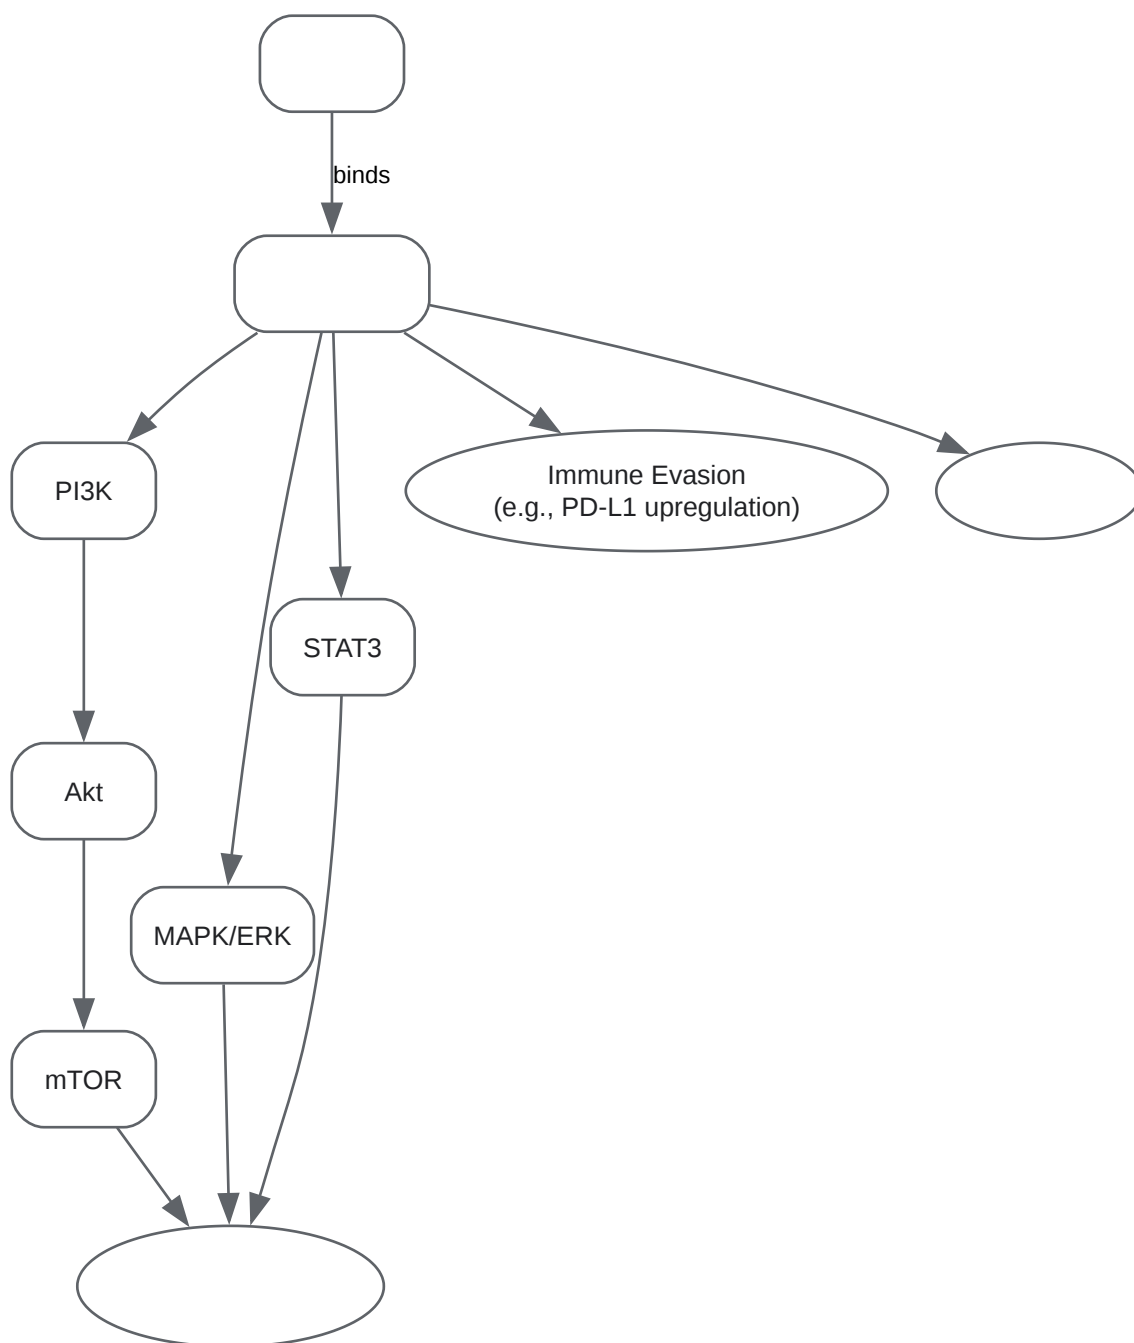 binds
PI3K
Immune Evasion
(e.g., PD-L1 upregulation)
STAT3
Akt
MAPK/ERK
mTOR